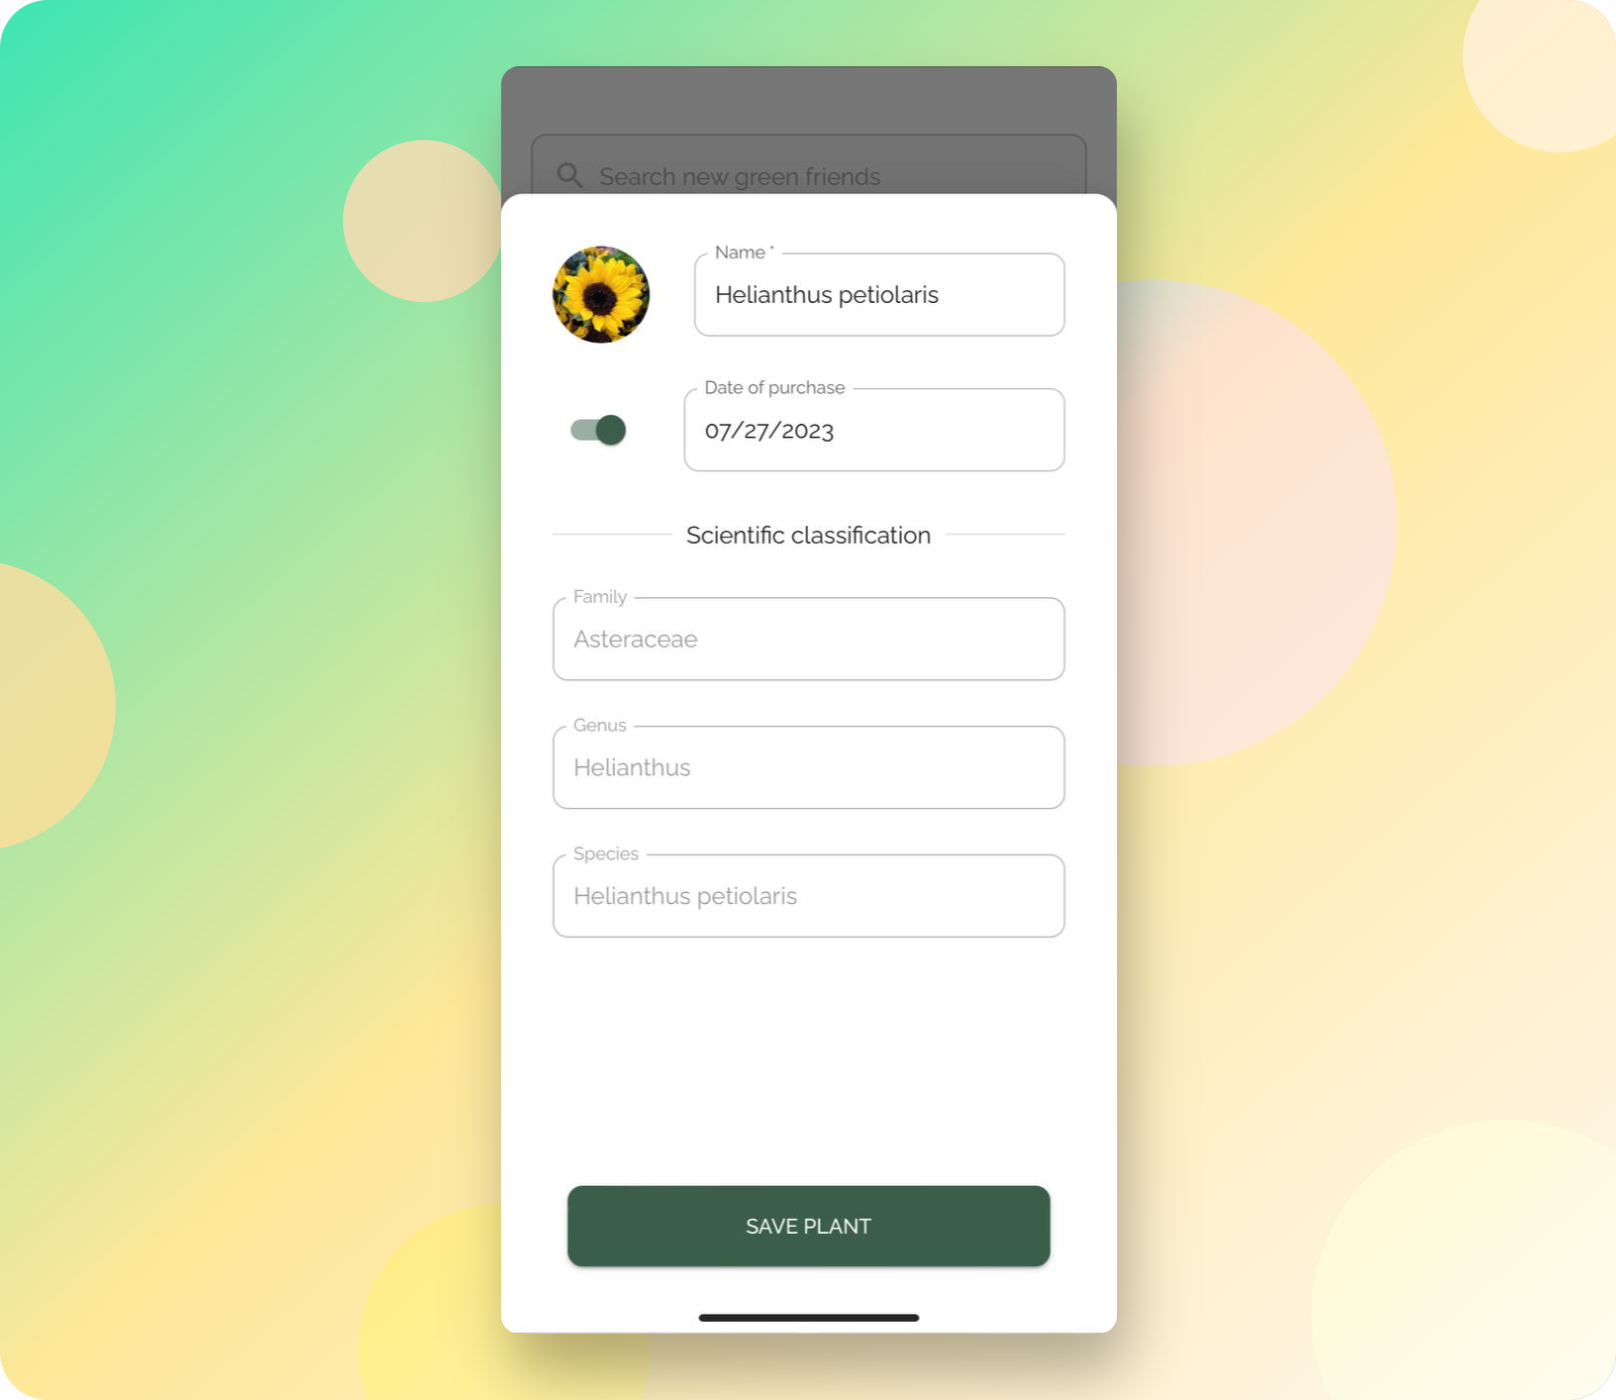 Search new green friends
Name *
Helianthus petiolaris
Date of purchase
07/27/2023
Scientific classification
Family
Asteraceae
Genus
Helianthus
Species
Helianthus petiolaris
SAVE PLANT